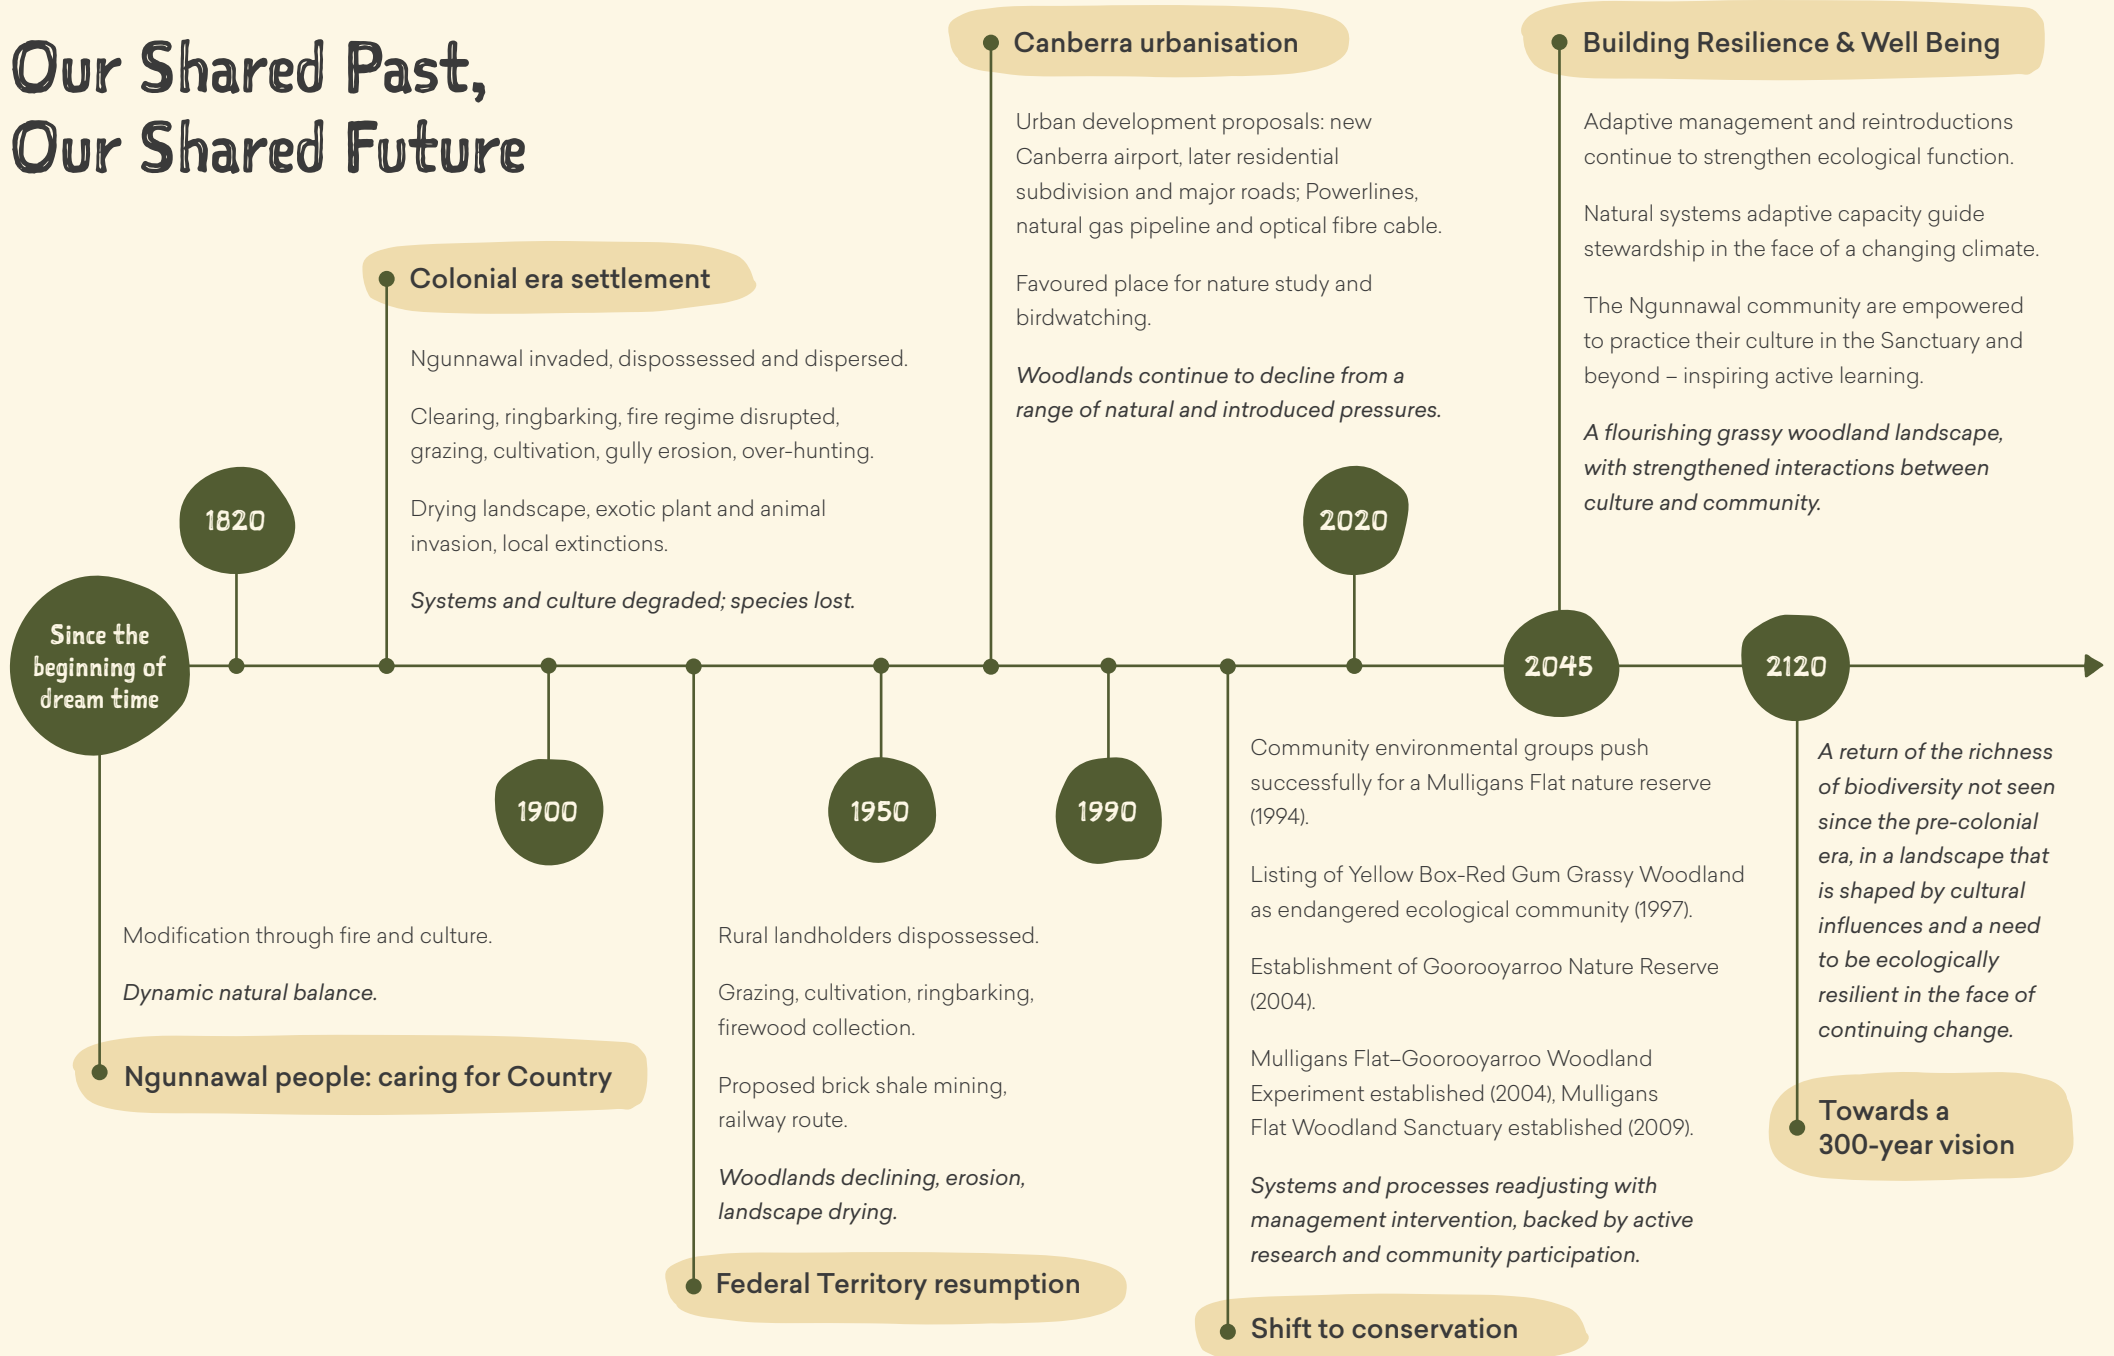 Our Shared Past,
Our Shared Future
Since the
beginning of
dream time
Modification through fire and culture.
Dynamic natural balance.
Ngunnawal people: caring for Country
1820
Colonial era settlement
Ngunnawal invaded, dispossessed and dispersed.
Clearing, ringbarking, fire regime disrupted,
grazing, cultivation, gully erosion, over-hunting.
Drying landscape, exotic plant and animal
invasion, local extinctions.
Systems and culture degraded; species lost.
1900
Rural landholders dispossessed.
Grazing, cultivation, ringbarking,
firewood collection.
Proposed brick shale mining,
railway route.
Woodlands declining, erosion,
landscape drying.
Federal Territory resumption
1950
Canberra urbanisation
Urban development proposals: new
Canberra airport, later residential
subdivision and major roads; Powerlines,
natural gas pipeline and optical fibre cable.
Favoured place for nature study and
birdwatching.
Woodlands continue to decline from a
range of natural and introduced pressures.
1990
Community environmental groups push
successfully for a Mulligans Flat nature reserve
(1994).
Listing of Yellow Box-Red Gum Grassy Woodland
as endangered ecological community (1997).
Establishment of Goorooyarroo Nature Reserve
(2004).
Mulligans Flat–Goorooyarroo Woodland
Experiment established (2004), Mulligans
Flat Woodland Sanctuary established (2009).
Systems and processes readjusting with
management intervention, backed by active
research and community participation.
Shift to conservation
2020
Building Resilience & Well Being
Adaptive management and reintroductions
continue to strengthen ecological function.
Natural systems adaptive capacity guide
stewardship in the face of a changing climate.
The Ngunnawal community are empowered
to practice their culture in the Sanctuary and
beyond – inspiring active learning.
A flourishing grassy woodland landscape,
with strengthened interactions between
culture and community.
2045
2120
A return of the richness
of biodiversity not seen
since the pre-colonial
era, in a landscape that
is shaped by cultural
influences and a need
to be ecologically
resilient in the face of
continuing change.
Towards a
300-year vision